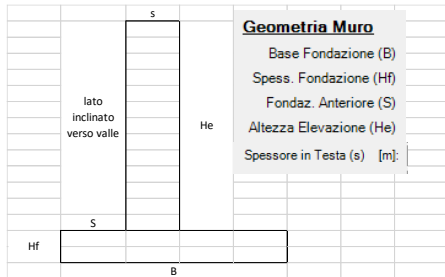 s
Geometria Muro
Base Fondazione (B)
Spess. Fondazione (Hf)
Fondaz. Anteriore (S)
Altezza Elevazione (He)
Spessore in Testa (s) [m]:
lato
inclinato
verso valle
He
S
Hf
B